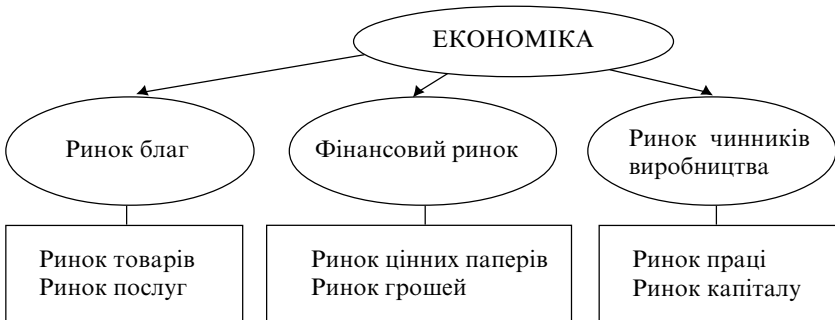 ЕКОНОМІКА
Ринок благ
Фінансовий ринок
Ринок чинників
виробництва
Ринок товарів
Ринок послуг
Ринок цінних паперів
Ринок грошей
Ринок праці
Ринок капіталу